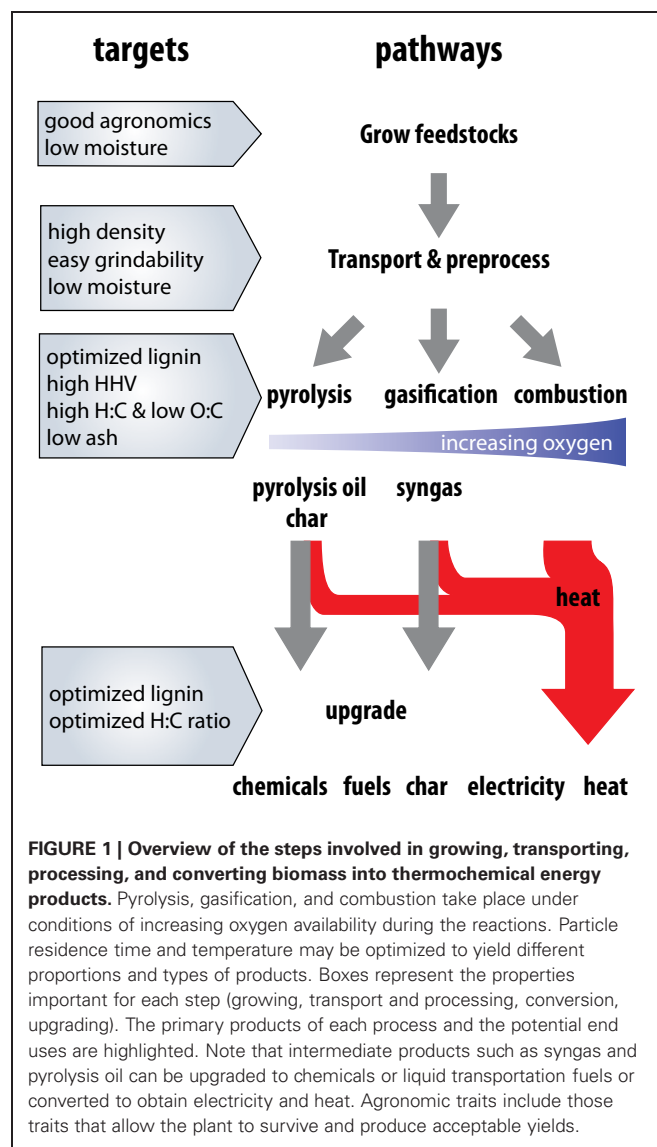 targets pathways
good agronomics
low moisture
Grow feedstocks
high density
easy grindability
low moisture
Transport & preprocess
optimized lignin
high HHV
high H:C & low O:C
low ash
pyrolysis gasification combustion
increasing oxygen
pyrolysis oil syngas
char
heat
optimized lignin
optimized H:C ratio
upgrade
chemicals fuels char electricity heat
FIGURE 1 | Overview of the steps involved in growing, transporting,
processing, and converting biomass into thermochemical energy
products. Pyrolysis, gasification, and combustion take place under
conditions of increasing oxygen availability during the reactions. Particle
residence time and temperature may be optimized to yield different
proportions and types of products. Boxes represent the properties
important for each step (growing, transport and processing, conversion,
upgrading). The primary products of each process and the potential end
uses are highlighted. Note that intermediate products such as syngas and
pyrolysis oil can be upgraded to chemicals or liquid transportation fuels or
converted to obtain electricity and heat. Agronomic traits include those
traits that allow the plant to survive and produce acceptable yields.